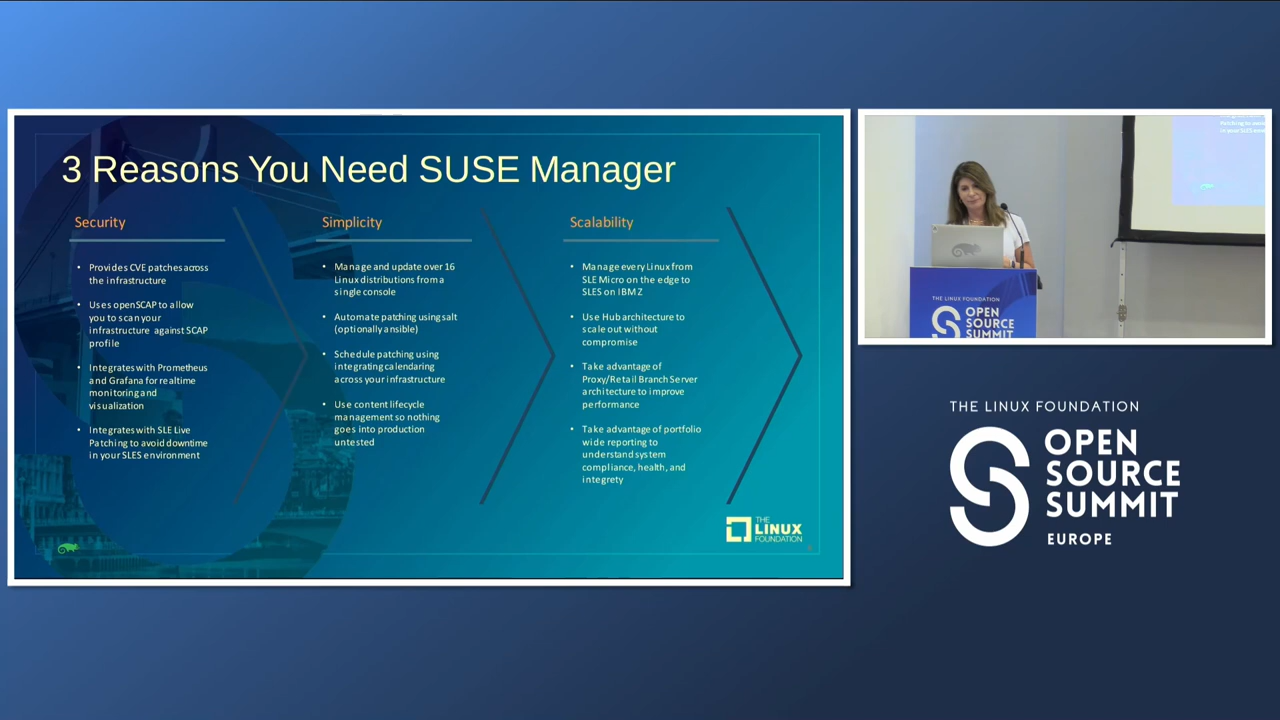 3 Reasons You Need SUSE Manager
Security
• Provides CVE patches across
the infrastructure
• Uses openSCAP to allow
you to scan your
infrastructure against SCAP
profile
• Integrates with Prometheus
and Grafana for realtime
monitoring and
visualization
• Integrates with SLE Live
Patching to avoid downtime
in your SLES environment
Simplicity
• Manage and update over 16
Linux distributions from a
single console
• Automate patching using salt
(optionally ansible)
• Schedule patching using
integrating calendaring
across your infrastructure
• Use content lifecycle
management so nothing
goes into production
untested
Scalability
• Manage every Linux from
SLE Micro on the edge to
SLES on IBM Z
• Use Hub architecture to
scale out without
compromise
• Take advantage of
Proxy/Retail Branch Server
architecture to improve
performance
• Take advantage of portfolio
wide reporting to
understand system
compliance, health, and
integrety
THE
LINUX
FOUNDATION
THE LINUX FOUNDATION
OPEN
SOURCE
SUMMIT
THE LINUX FOUNDATION
OPEN
SOURCE
SUMMIT
EUROPE